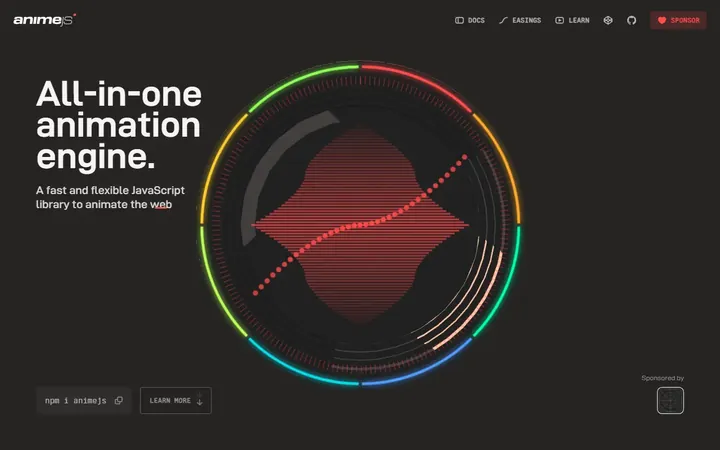 animeJS
DOCS
EASINGS
LEARN
SPONSOR
All-in-one
animation
engine.
A fast and flexible JavaScript
library to animate the web
npm i animejs
LEARN MORE
Sponsored by